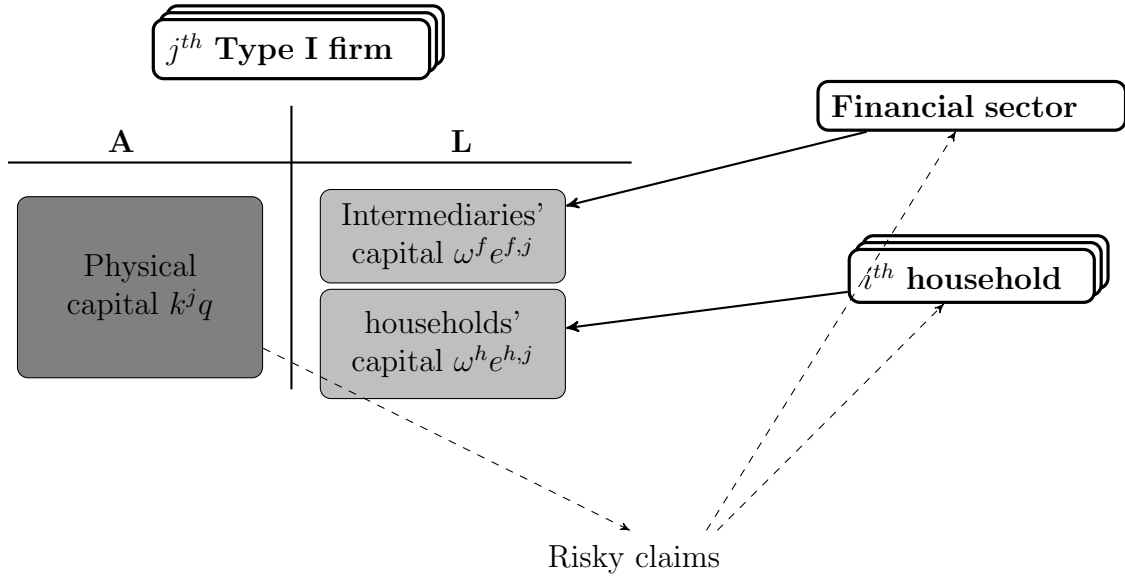 j^{th} Type I firm
A
L
Financial sector
Intermediaries'
capital ω^f e^{f,j}
Physical
capital k^j q
i^{th} household
households'
capital ω^h e^{h,j}
Risky claims